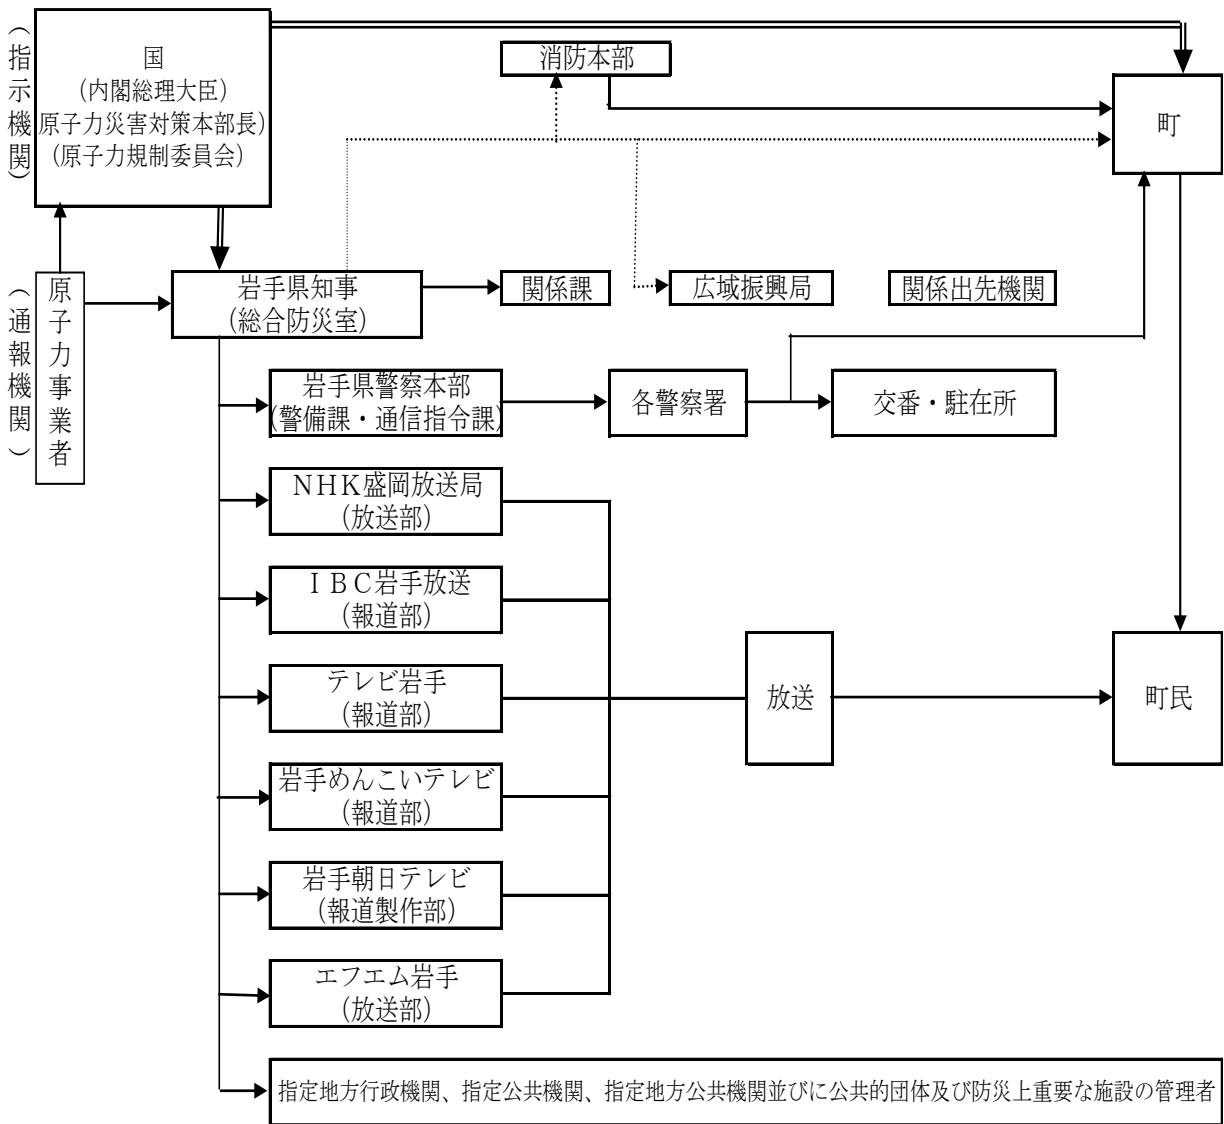 （指示機関）
国
（内閣総理大臣）
原子力災害対策本部長）
（原子力規制委員会）
消防本部
町
（通報機関）
原子力事業者
岩手県知事
（総合防災室）
関係課
広域振興局
関係出先機関
岩手県警察本部
（警備課・通信指令課）
各警察署
交番・駐在所
ＮＨＫ盛岡放送局
（放送部）
ＩＢＣ岩手放送
（報道部）
テレビ岩手
（報道部）
放送
町民
岩手めんこいテレビ
（報道部）
岩手朝日テレビ
（報道製作部）
エフエム岩手
（放送部）
指定地方行政機関、指定公共機関、指定地方公共機関並びに公共的団体及び防災上重要な施設の管理者